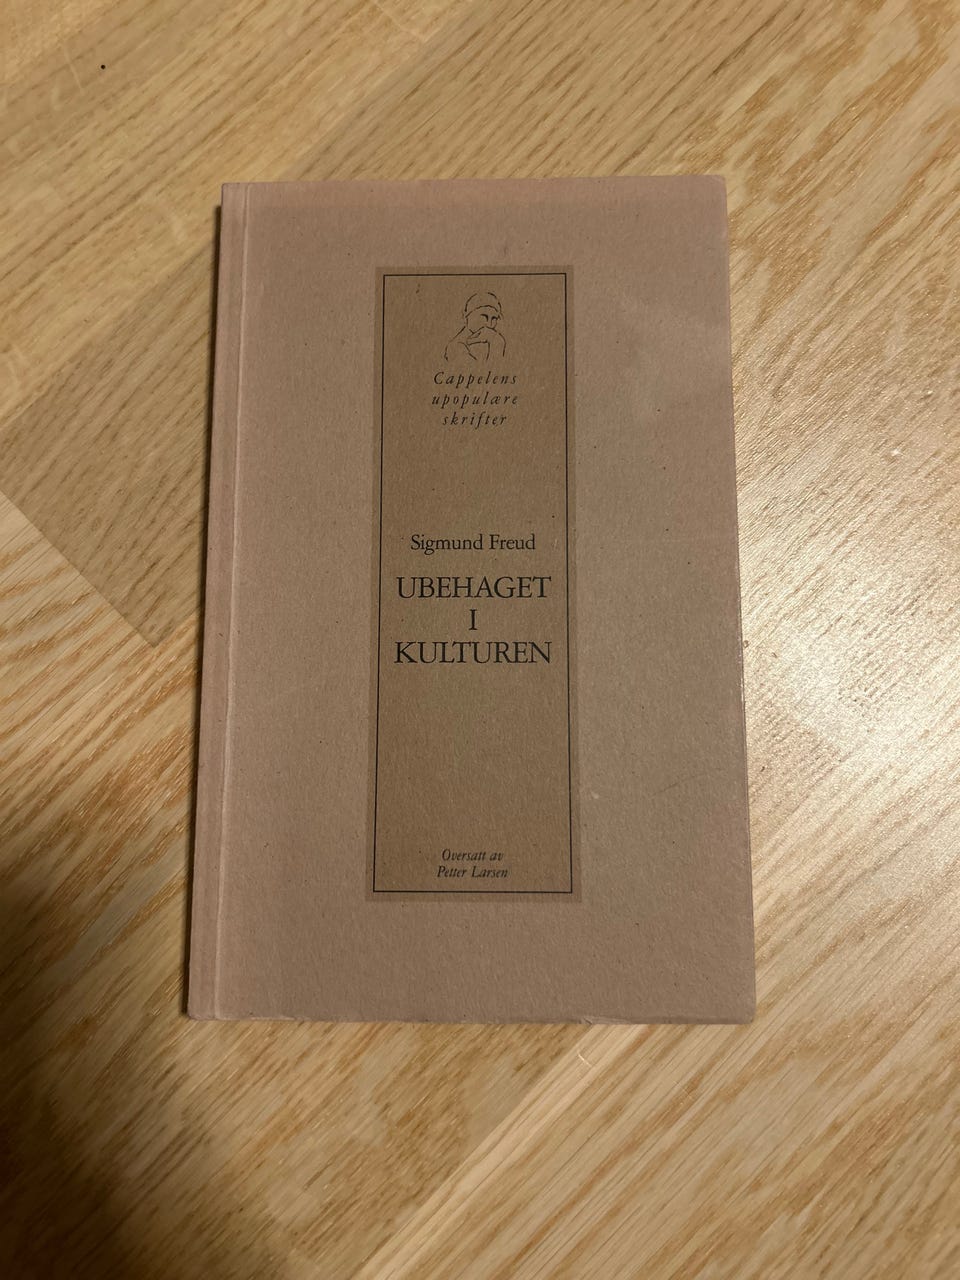 Cappelens
upopulære
skrifter
Sigmund Freud
UBEHAGET
I
KULTUREN
Oversatt av
Petter Larsen